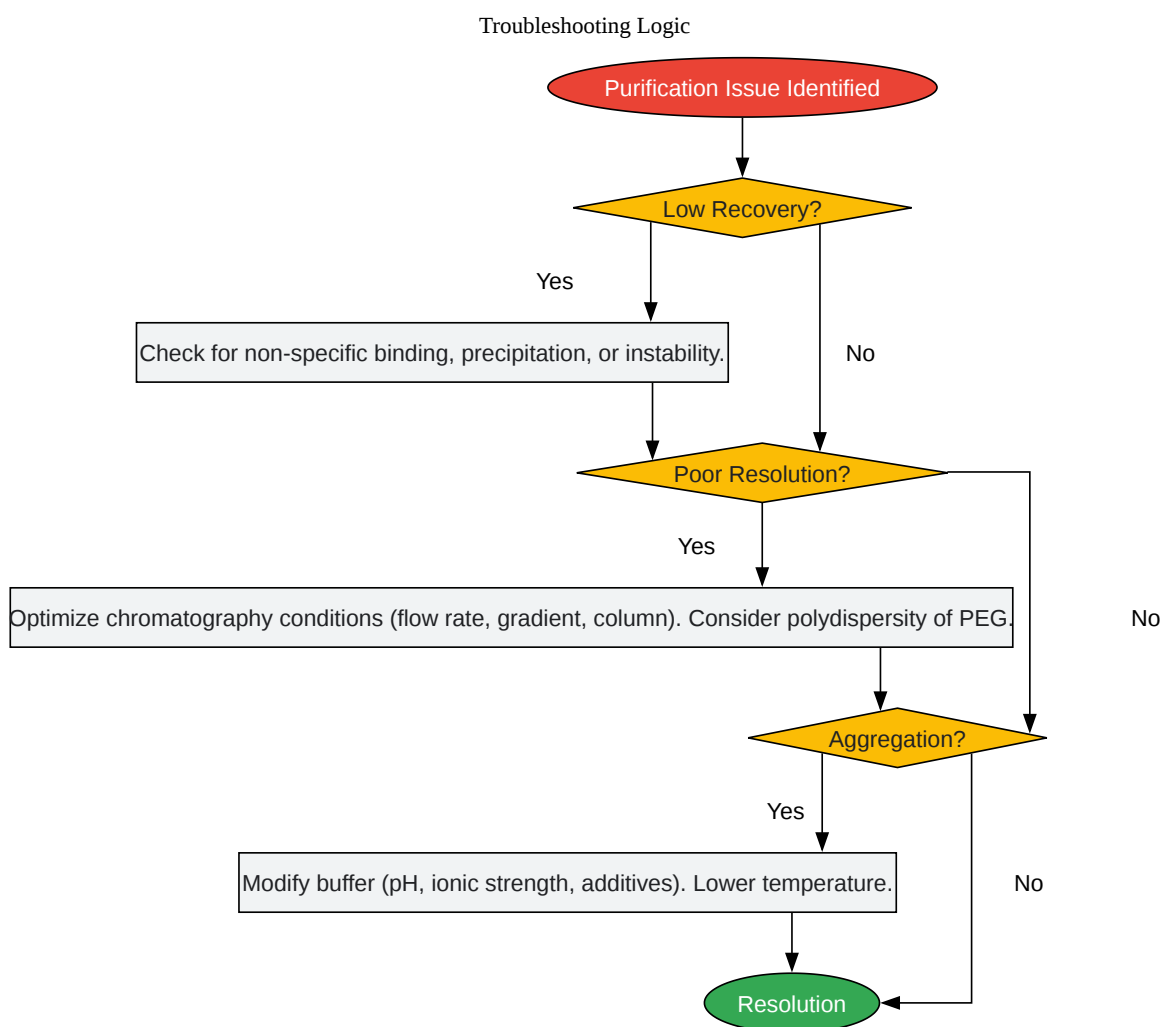 Troubleshooting Logic
Purification Issue Identified
Low Recovery?
Yes
Check for non-specific binding, precipitation, or instability.
No
Poor Resolution?
Yes
Optimize chromatography conditions (flow rate, gradient, column). Consider polydispersity of PEG.
No
Aggregation?
Yes
Modify buffer (pH, ionic strength, additives). Lower temperature.
No
Resolution